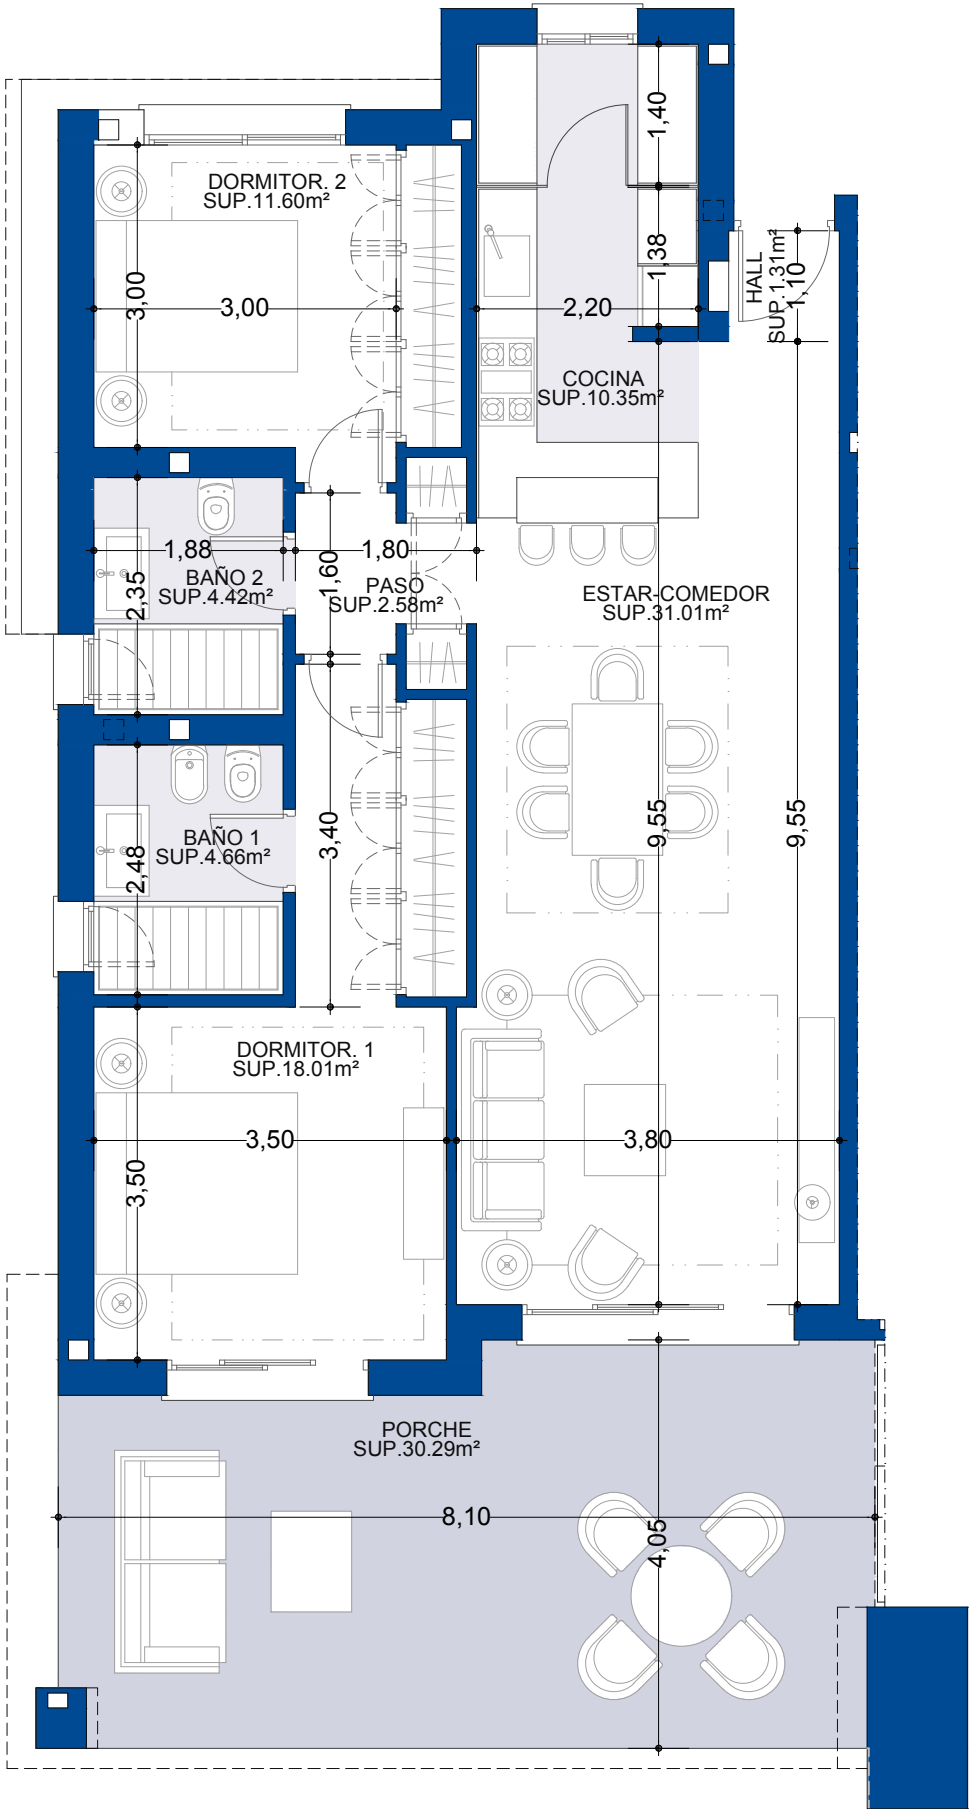 1,40
DORMITOR. 2
SUP.11.60m²
1,38
HALL
SUP.1.31m²
1,10
3,00
3,00
2,20
COCINA
SUP.10.35m²
1,88
1,80
BAÑO 2
SUP.4.42m²
2,35
1,60
PASO
SUP.2.58m²
ESTAR-COMEDOR
SUP.31.01m²
BAÑO 1
SUP.4.66m²
2,48
3,40
9,55
9,55
DORMITOR. 1
SUP.18.01m²
3,50
3,80
3,50
PORCHE
SUP.30.29m²
8,10
4,05